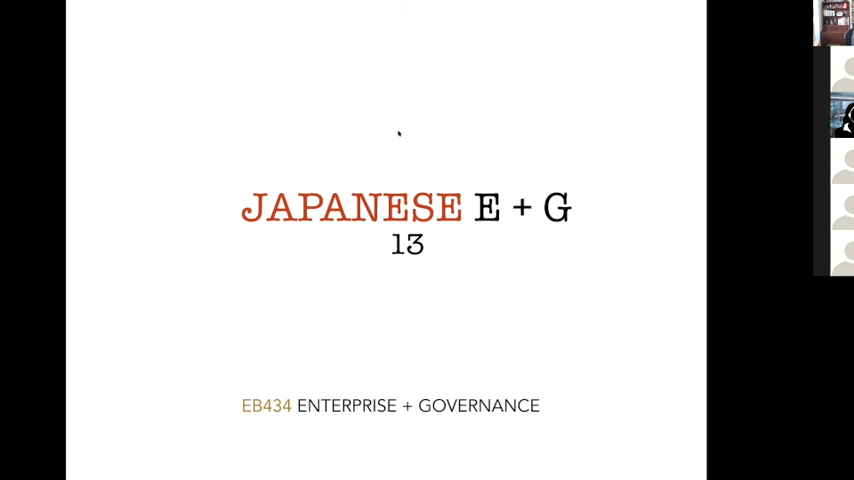 JAPANESE E + G
13
EB434 ENTERPRISE + GOVERNANCE